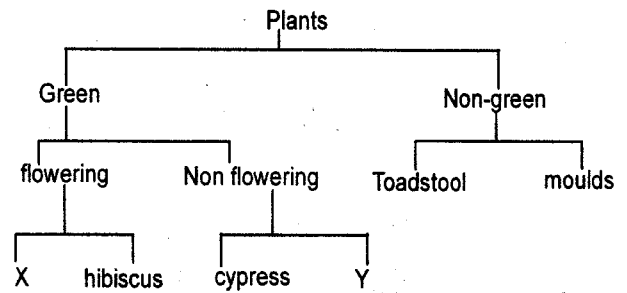 Plants
Green
Non-green
flowering
Non flowering
Toadstool
moulds
X
hibiscus
cypress
Y